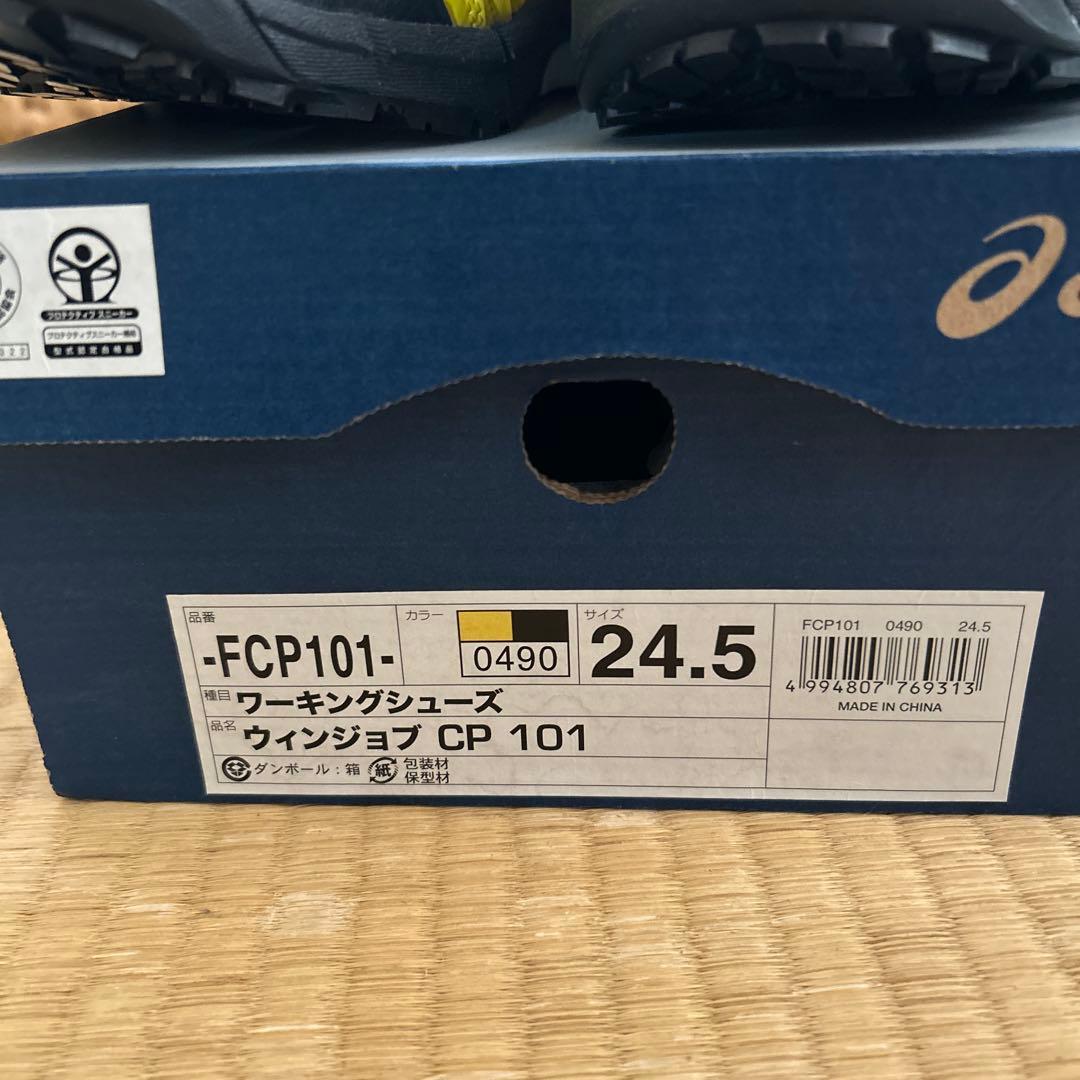 プロテクティブ スニーカー
プロテクティブスニーカー規格
型式認定合格品
品番
-FCP101-
カラー
0490
サイズ
24.5
FCP101 0490 24.5
4 994807 769313
MADE IN CHINA
種目 ワーキングシューズ
品名 ウィンジョブ CP 101
ダンボール：箱 紙 包装材
保型材